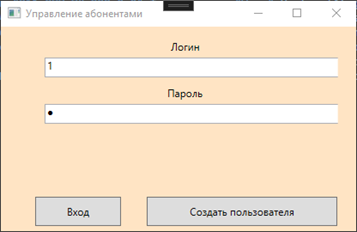 Управление абонентами
Логин
1
Пароль
●
Вход
Создать пользователя